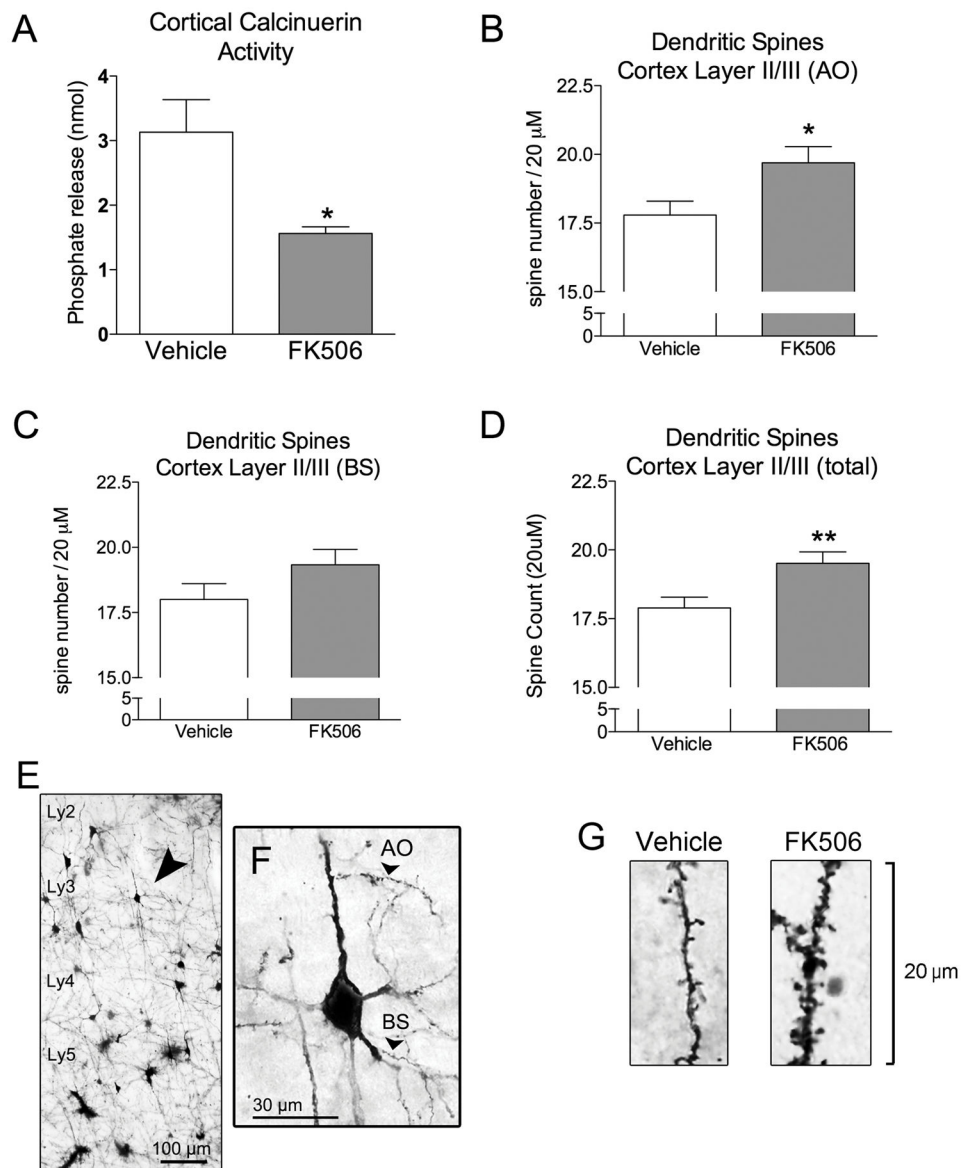 A
Cortical Calcinuerin
Activity
Phosphate release (nmol)
4
3
2
1
0
*
Vehicle
FK506
B
Dendritic Spines
Cortex Layer II/III (AO)
spine number / 20 µM
22.5
20.0
17.5
15.0
5
0
*
Vehicle
FK506
C
Dendritic Spines
Cortex Layer II/III (BS)
spine number / 20 µM
22.5
20.0
17.5
15.0
5
0
Vehicle
FK506
D
Dendritic Spines
Cortex Layer II/III (total)
Spine Count (20uM)
22.5
20.0
17.5
15.0
5
0
**
Vehicle
FK506
E
Ly2
Ly3
Ly4
Ly5
100 µm
F
AO
BS
30 µm
G
Vehicle
FK506
20 µm